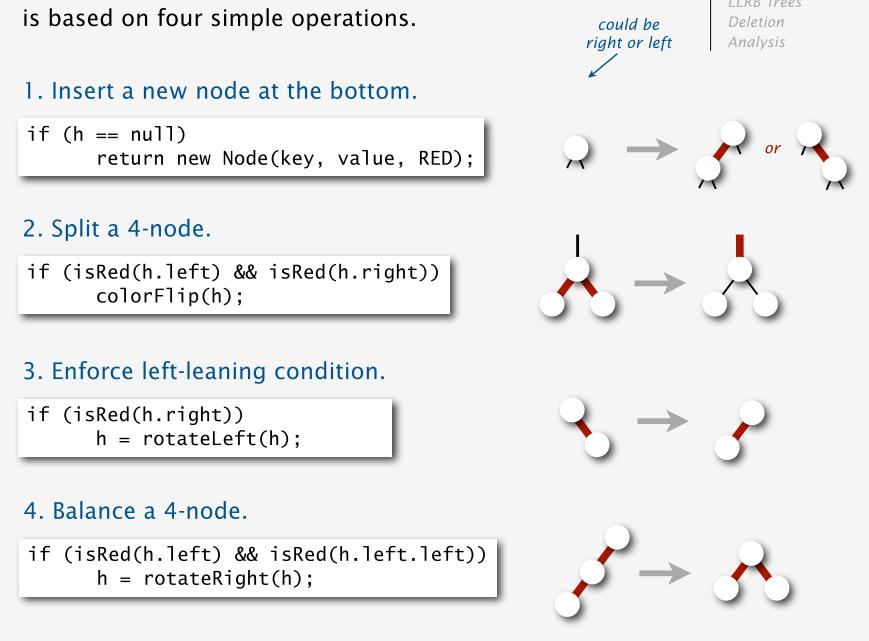 is based on four simple operations.
could be
right or left
LLRB Trees
Deletion
Analysis
1. Insert a new node at the bottom.
if (h == null)
return new Node(key, value, RED);
or
2. Split a 4-node.
if (isRed(h.left) && isRed(h.right))
colorFlip(h);
3. Enforce left-leaning condition.
if (isRed(h.right))
h = rotateLeft(h);
4. Balance a 4-node.
if (isRed(h.left) && isRed(h.left.left))
h = rotateRight(h);